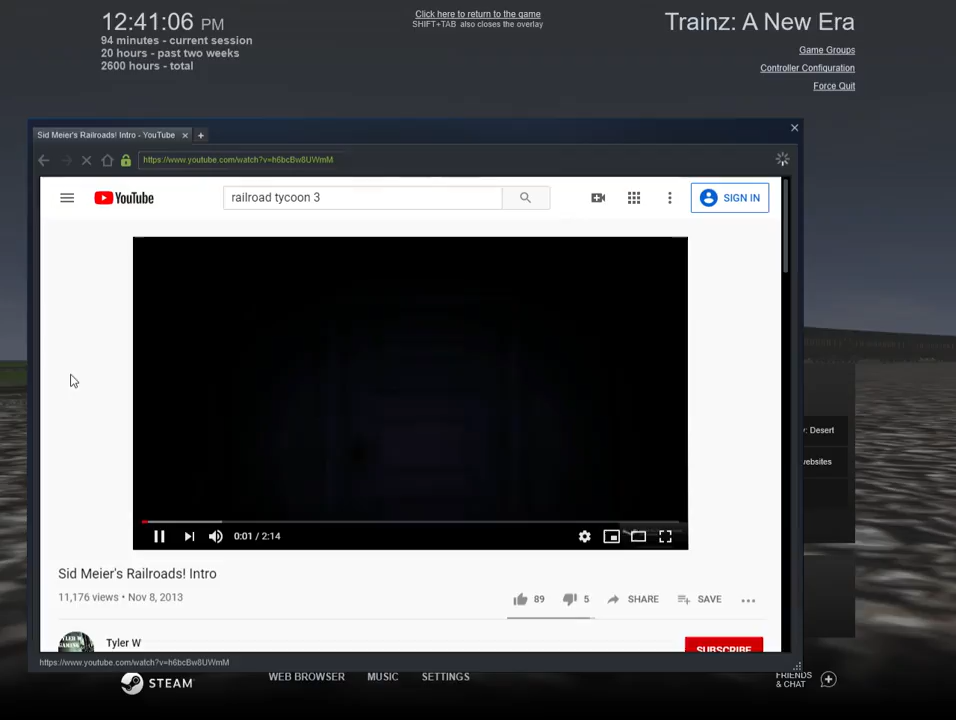 12:41:06 PM
94 minutes - current session
20 hours - past two weeks
2600 hours - total
Click here to return to the game
SHIFT+TAB also closes the overlay
Trainz: A New Era
Game Groups
Controller Configuration
Force Quit
Sid Meier's Railroads! Intro - YouTube
https://www.youtube.com/watch?v=h6bcBw8UWmM
YouTube
railroad tycoon 3
SIGN IN
: Desert
websites
0:01 / 2:14
Sid Meier's Railroads! Intro
11,176 views • Nov 8, 2013
89
5
SHARE
SAVE
Tyler W
SUBSCRIBE
https://www.youtube.com/watch?v=h6bcBw8UWmM
STEAM
WEB BROWSER
MUSIC
SETTINGS
FRIENDS
& CHAT